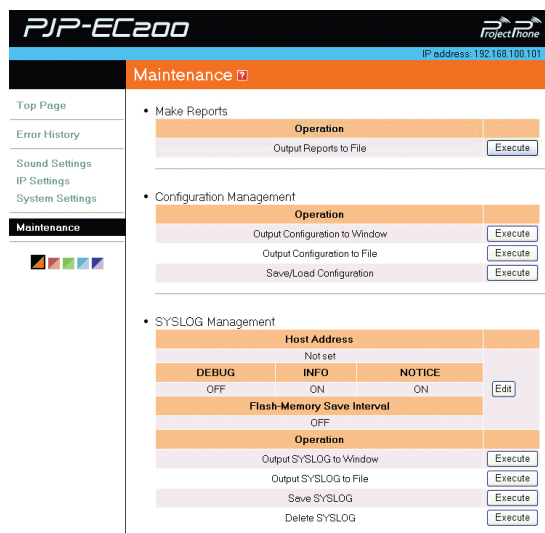 PJP-EC200
ProjectPhone
IP address: 192.168.100.101
Maintenance ?
Top Page
Error History
Sound Settings
IP Settings
System Settings
Maintenance
• Make Reports
Operation
Output Reports to File Execute
• Configuration Management
Operation
Output Configuration to Window Execute
Output Configuration to File Execute
Save/Load Configuration Execute
• SYSLOG Management
Host Address
Not set
DEBUG INFO NOTICE
OFF ON ON Edit
Flash-Memory Save Interval
OFF
Operation
Output SYSLOG to Window Execute
Output SYSLOG to File Execute
Save SYSLOG Execute
Delete SYSLOG Execute